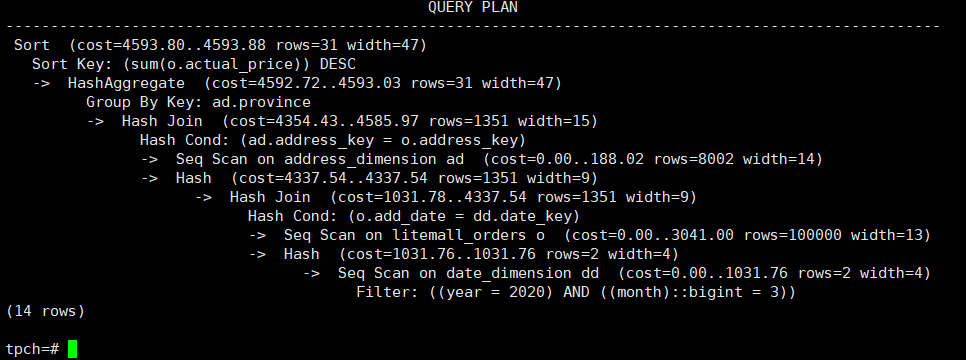 QUERY PLAN
-----------------------------------------------------------------------------------------------------
Sort  (cost=4593.80..4593.88 rows=31 width=47)
  Sort Key: (sum(o.actual_price)) DESC
  ->  HashAggregate  (cost=4592.72..4593.03 rows=31 width=47)
        Group By Key: ad.province
        ->  Hash Join  (cost=4354.43..4585.97 rows=1351 width=15)
              Hash Cond: (ad.address_key = o.address_key)
              ->  Seq Scan on address_dimension ad  (cost=0.00..188.02 rows=8002 width=14)
              ->  Hash  (cost=4337.54..4337.54 rows=1351 width=9)
                    ->  Hash Join  (cost=1031.78..4337.54 rows=1351 width=9)
                          Hash Cond: (o.add_date = dd.date_key)
                          ->  Seq Scan on litemall_orders o  (cost=0.00..3041.00 rows=100000 width=13)
                          ->  Hash  (cost=1031.76..1031.76 rows=2 width=4)
                                ->  Seq Scan on date_dimension dd  (cost=0.00..1031.76 rows=2 width=4)
                                      Filter: ((year = 2020) AND ((month)::bigint = 3))
(14 rows)
tpch=#